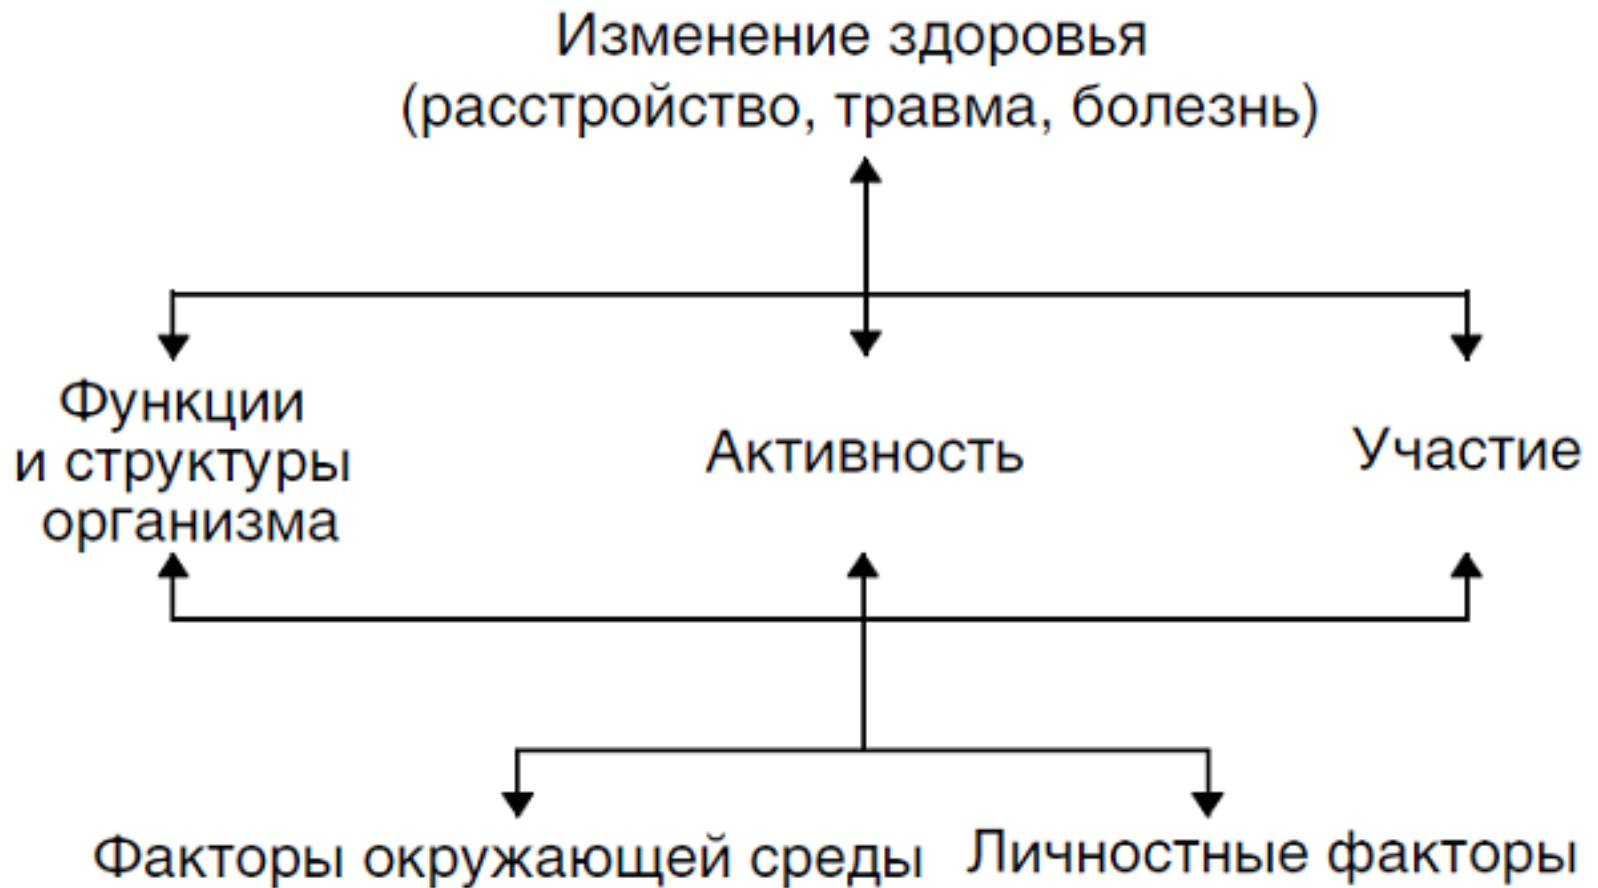 Изменение здоровья
(расстройство, травма, болезнь)
Функции
и структуры
организма
Активность
Участие
Факторы окружающей среды
Личностные факторы